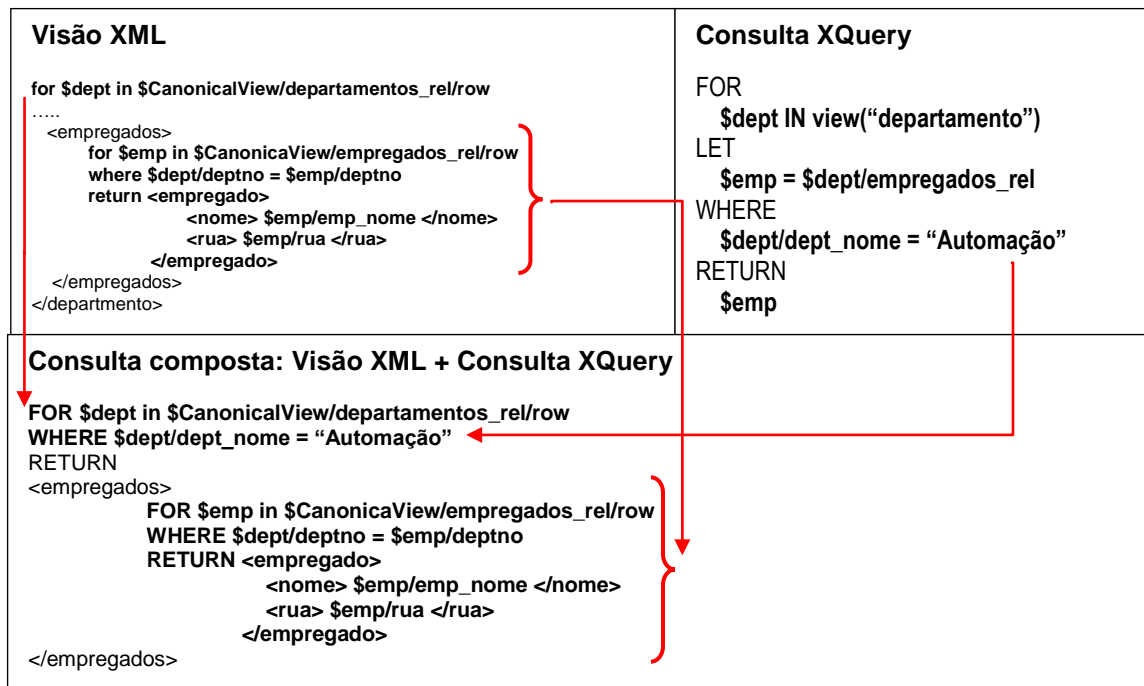 Visão XML
for $dept in $CanonicalView/departamentos_rel/row
…..
<empregados>
for $emp in $CanonicaView/empregados_rel/row
where $dept/deptno = $emp/deptno
return <empregado>
<nome> $emp/emp_nome </nome>
<rua> $emp/rua </rua>
</empregado>
</empregados>
</departmento>
Consulta XQuery
FOR
$dept IN view(“departamento”)
LET
$emp = $dept/empregados_rel
WHERE
$dept/dept_nome = “Automação”
RETURN
$emp
Consulta composta: Visão XML + Consulta XQuery
FOR $dept in $CanonicalView/departamentos_rel/row
WHERE $dept/dept_nome = “Automação”
RETURN
<empregados>
FOR $emp in $CanonicaView/empregados_rel/row
WHERE $dept/deptno = $emp/deptno
RETURN <empregado>
<nome> $emp/emp_nome </nome>
<rua> $emp/rua </rua>
</empregado>
</empregados>